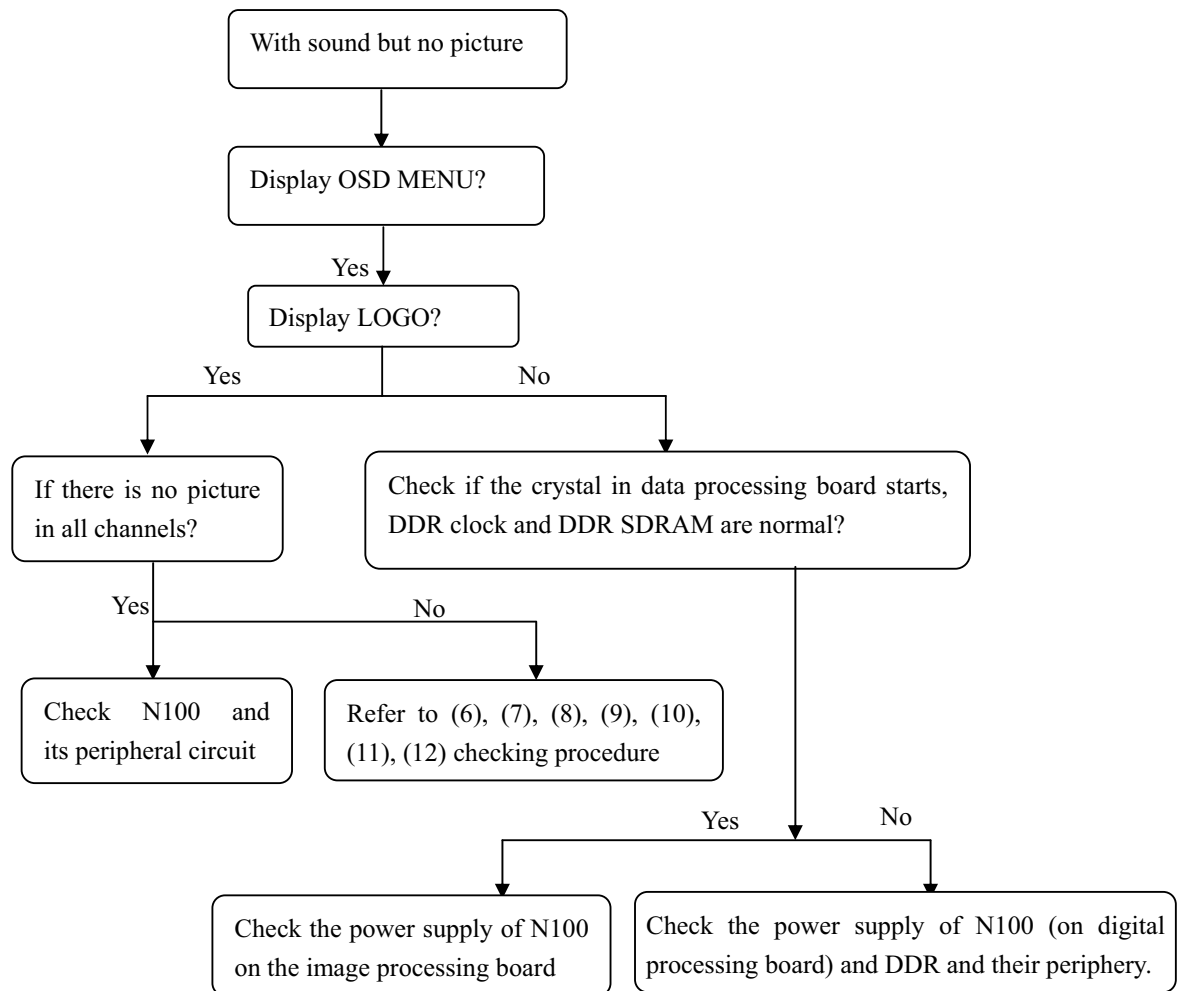 With sound but no picture
Display OSD MENU?
Yes
Display LOGO?
Yes
No
If there is no picture
in all channels?
Check if the crystal in data processing board starts,
DDR clock and DDR SDRAM are normal?
Yes
No
Check N100 and
its peripheral circuit
Refer to (6), (7), (8), (9), (10),
(11), (12) checking procedure
Yes
No
Check the power supply of N100
on the image processing board
Check the power supply of N100 (on digital
processing board) and DDR and their periphery.